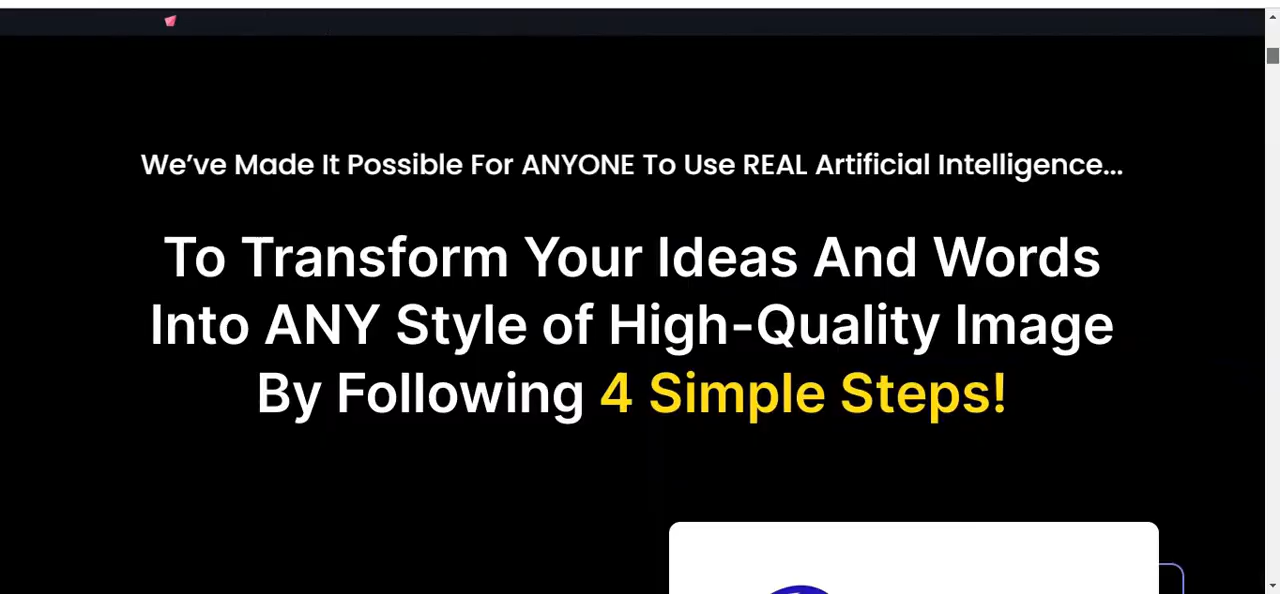 We’ve Made It Possible For ANYONE To Use REAL Artificial Intelligence...
To Transform Your Ideas And Words
Into ANY Style of High-Quality Image
By Following 4 Simple Steps!